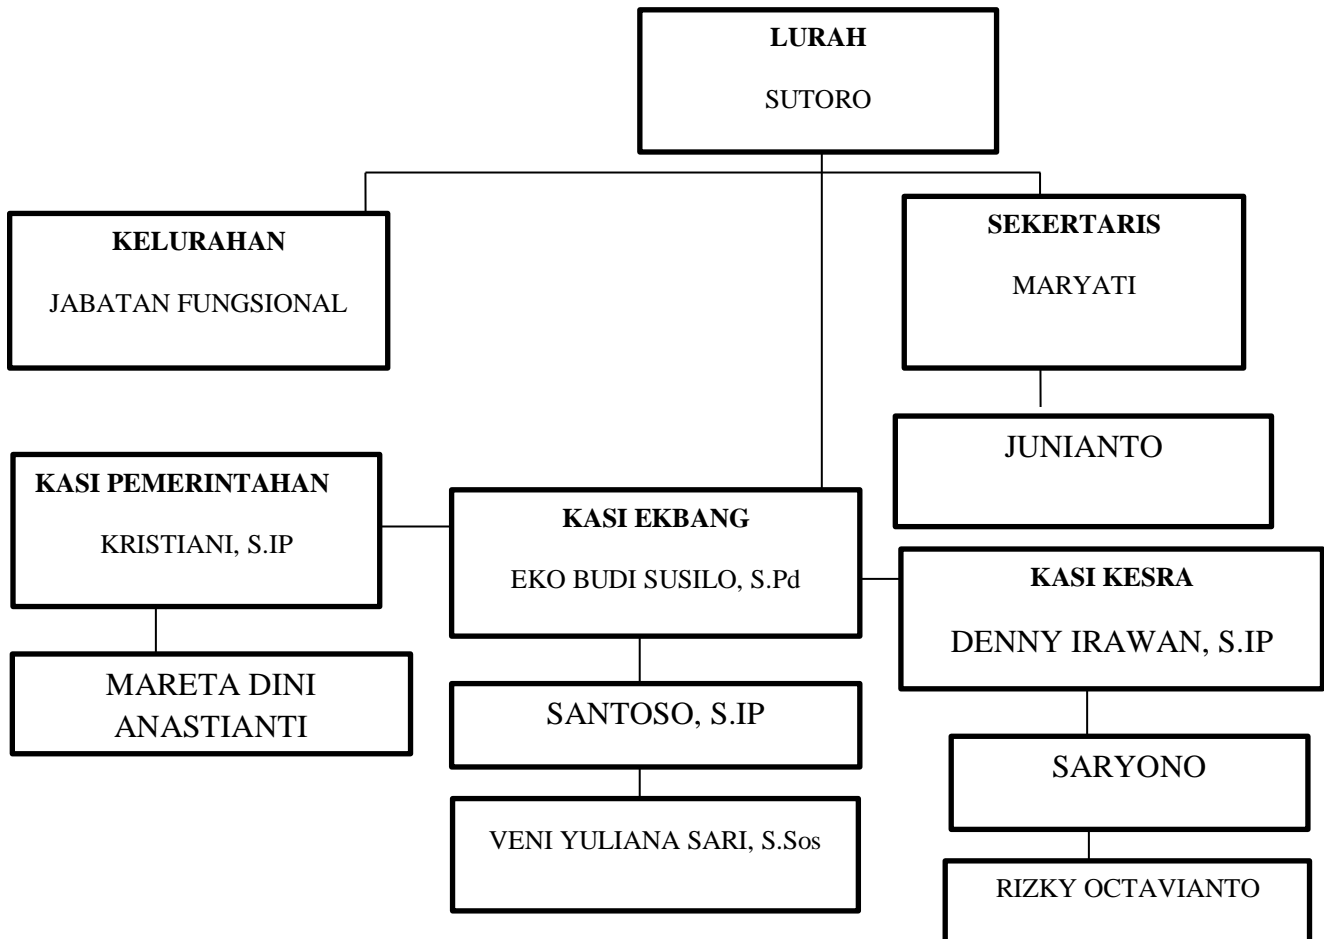 LURAH
SUTORO
KELURAHAN
JABATAN FUNGSIONAL
SEKERTARIS
MARYATI
JUNIANTO
KASI PEMERINTAHAN
KRISTIANI, S.IP
KASI EKBANG
EKO BUDI SUSILO, S.Pd
KASI KESRA
DENNY IRAWAN, S.IP
MARETA DINI
ANASTIANTI
SANTOSO, S.IP
SARYONO
VENI YULIANA SARI, S.Sos
RIZKY OCTAVIANTO